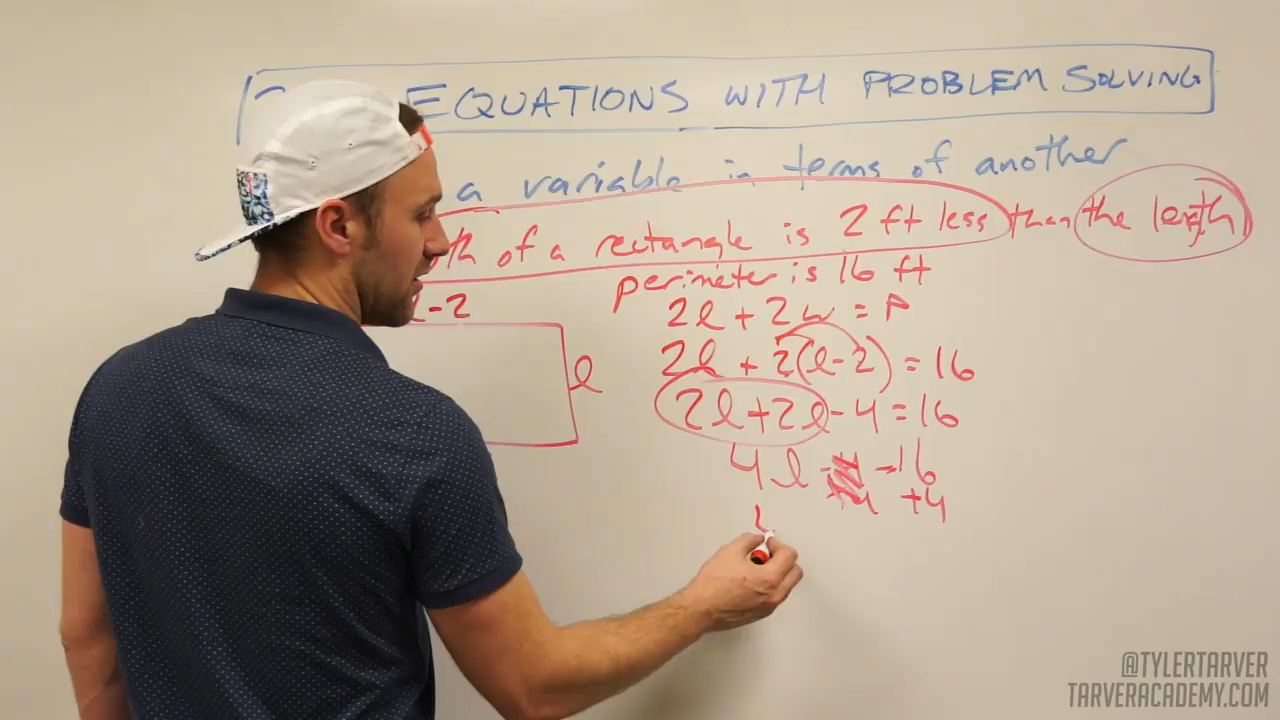 EQUATIONS WITH PROBLEM SOLVING
a variable in terms of another
of a rectangle is 2 ft less than the length
perimeter is 16 ft
l-2
2l + 2w = P
l
2l + 2(l-2) = 16
2l+2l-4=16
4l =16
+4 +4
@TYLERTARVER
TARVERACADEMY.COM